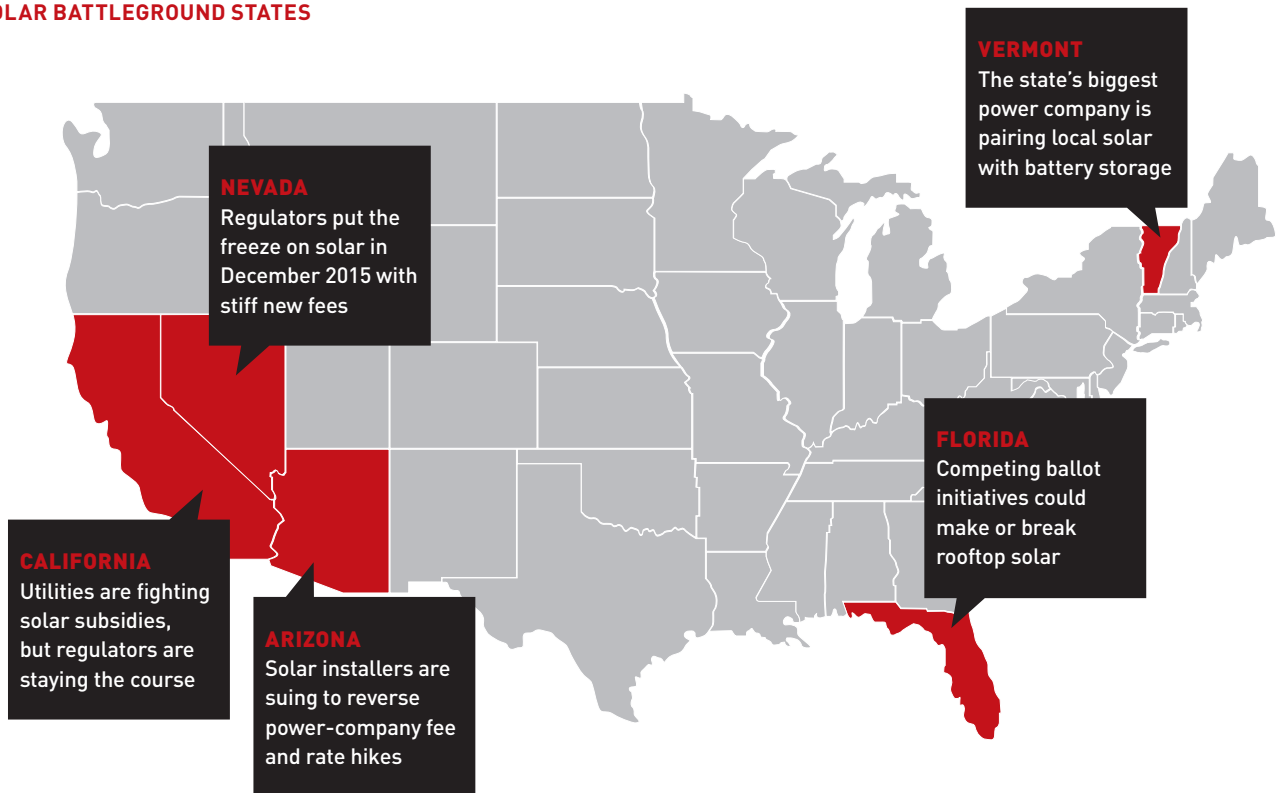 OLAR BATTLEGROUND STATES
VERMONT
The state's biggest
power company is
pairing local solar
with battery storage
NEVADA
Regulators put the
freeze on solar in
December 2015 with
stiff new fees
FLORIDA
Competing ballot
initiatives could
make or break
rooftop solar
CALIFORNIA
Utilities are fighting
solar subsidies,
but regulators are
staying the course
ARIZONA
Solar installers are
suing to reverse
power-company fee
and rate hikes